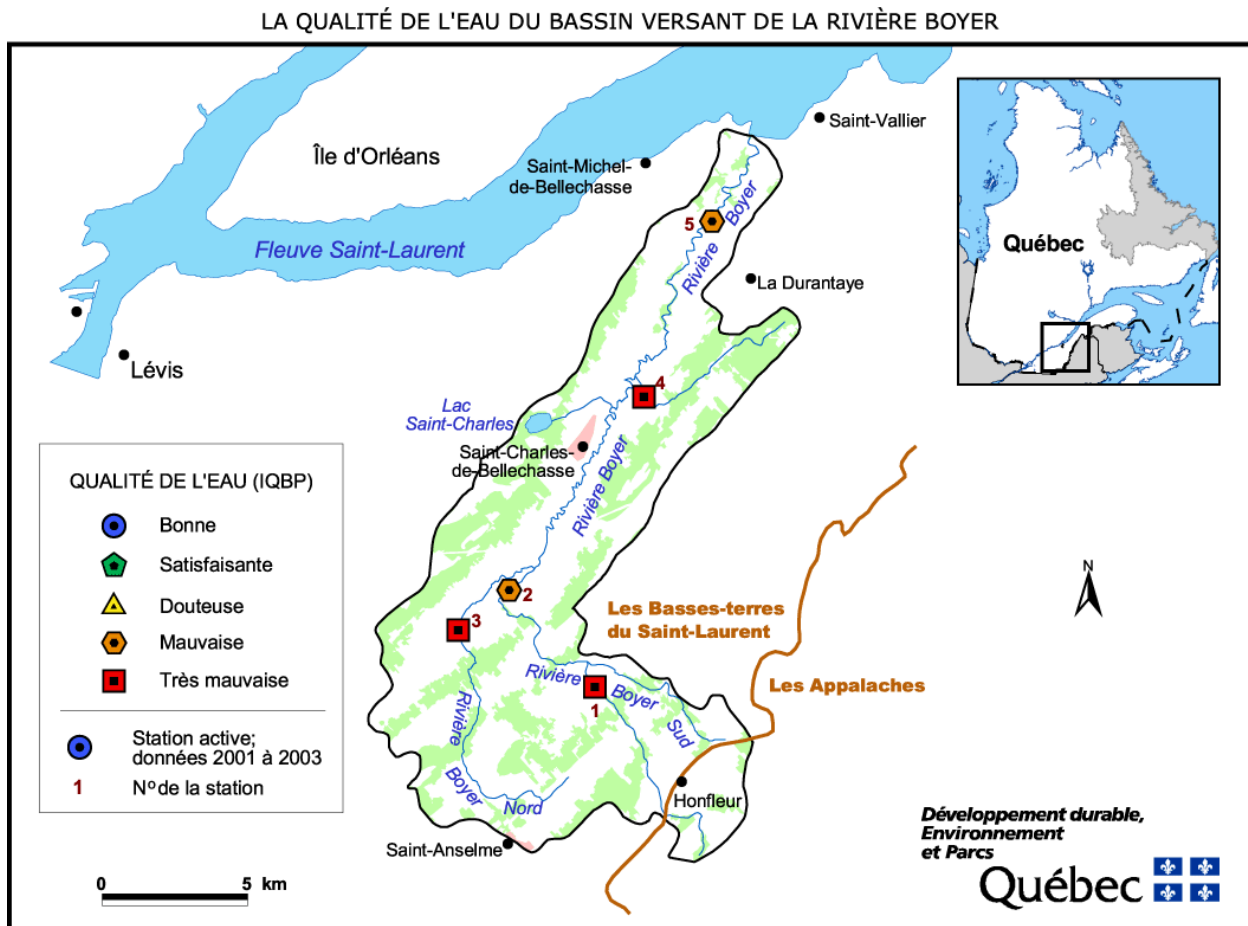 LA QUALITÉ DE L'EAU DU BASSIN VERSANT DE LA RIVIÈRE BOYER
Saint-Vallier
Île d'Orléans
Saint-Michel-
de-Bellechasse
Fleuve Saint-Laurent
5
Rivière Boyer
La Durantaye
Québec
Lévis
4
Lac
Saint-Charles
Saint-Charles-
de-Bellechasse
Rivière Boyer
QUALITÉ DE L'EAU (IQBP)
Bonne
Satisfaisante
Douteuse
Mauvaise
Très mauvaise
Station active;
données 2001 à 2003
1 Nº de la station
2
3
Les Basses-terres
du Saint-Laurent
N
Rivière Boyer Sud
Les Appalaches
1
Rivière Boyer Nord
Honfleur
Saint-Anselme
0 5 km
Développement durable,
Environnement
et Parcs
Québec